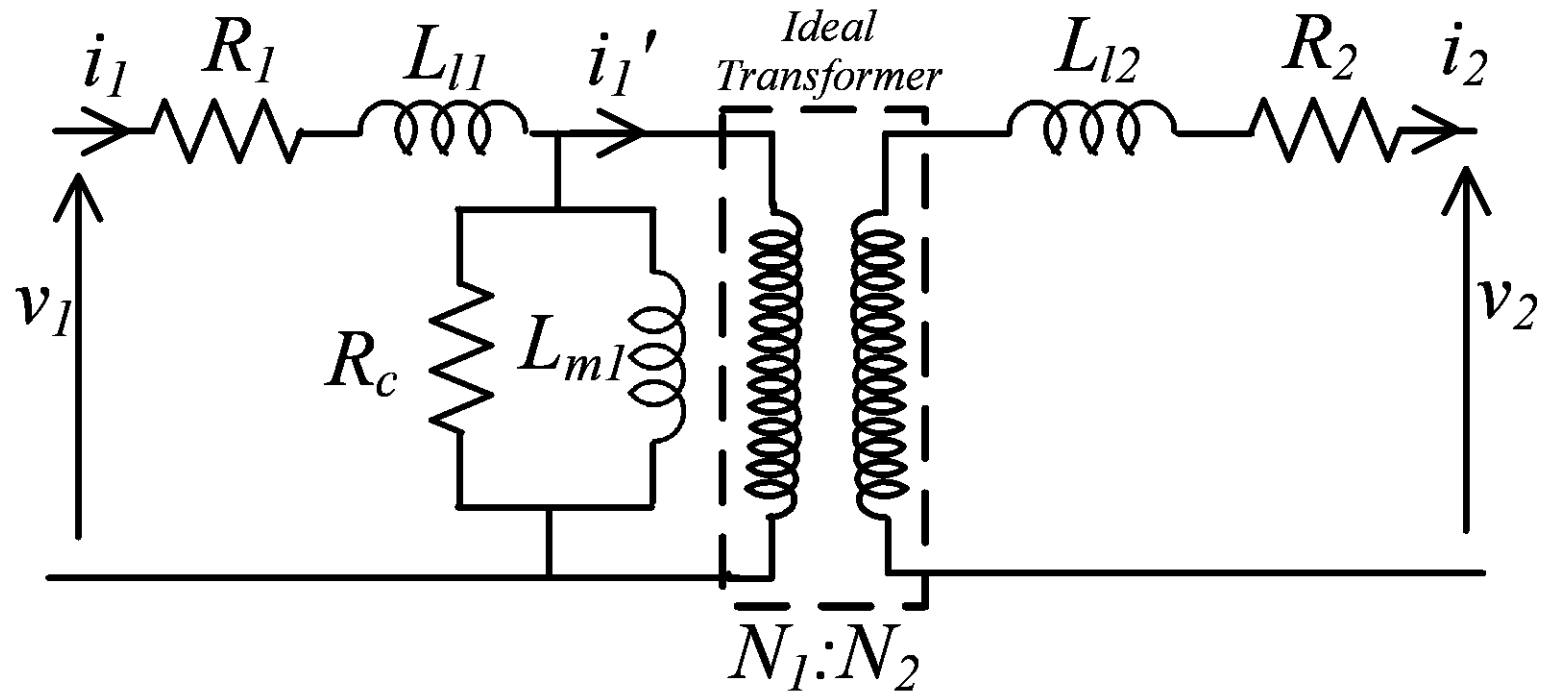 Ideal
Transformer
i1
R1
Ll1
i1'
Ll2
R2
i2
v1
Rc
Lm1
v2
N1:N2